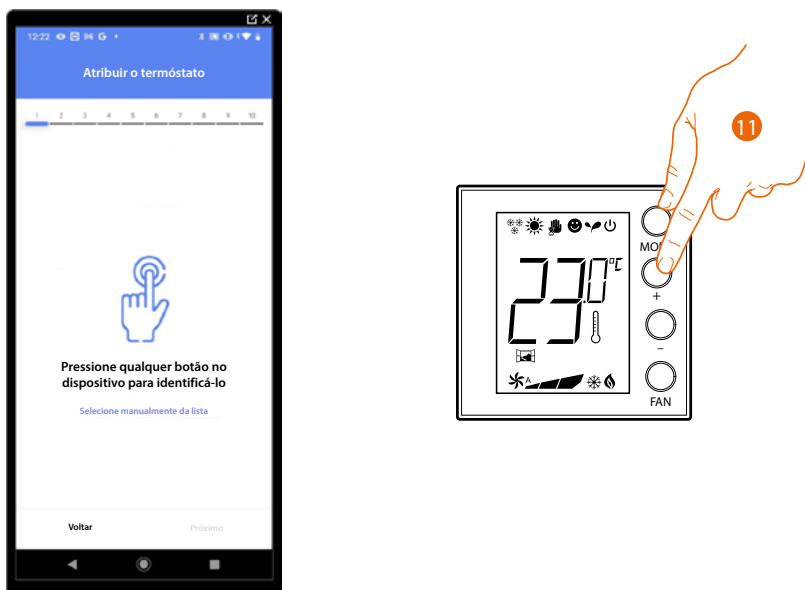 12:22
Atribuir o termóstato
1 2 3 4 5 6 7 8 9 10
Pressione qualquer botão no
dispositivo para identificá-lo
Selecione manualmente da lista
Voltar Próximo
11
MO
23.0°C
+
-
A
FAN